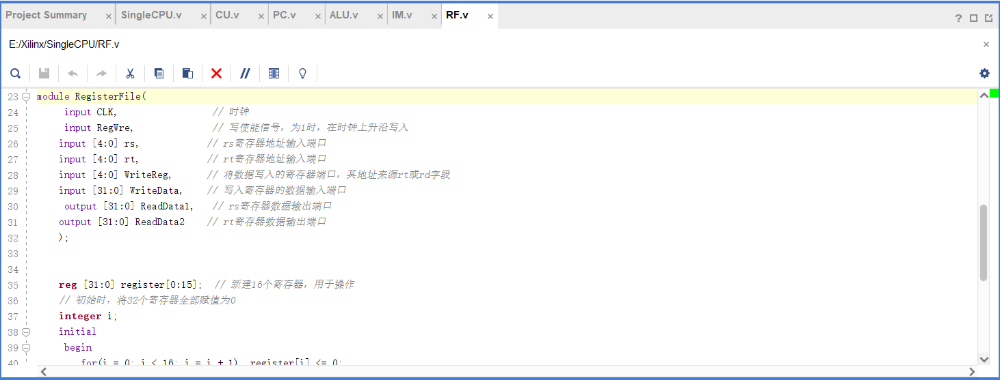 Project Summary × SingleCPU.v × CU.v × PC.v × ALU.v × IM.v × RF.v ×
E:/Xilinx/SingleCPU/RF.v
23 module RegisterFile(
24 input CLK, // 时钟
25 input RegWre, // 写使能信号，为1时，在时钟上升沿写入
26 input [4:0] rs, // rs寄存器地址输入端口
27 input [4:0] rt, // rt寄存器地址输入端口
28 input [4:0] WriteReg, // 将数据写入的寄存器端口，其地址来源rt或rd字段
29 input [31:0] WriteData, // 写入寄存器的数据输入端口
30 output [31:0] ReadData1, // rs寄存器数据输出端口
31 output [31:0] ReadData2 // rt寄存器数据输出端口
32 );
33
34
35 reg [31:0] register[0:15]; // 新建16个寄存器，用于操作
36 // 初始时，将32个寄存器全部赋值为0
37 integer i;
38 initial
39 begin
40 for(i = 0; i < 16; i = i + 1) register[i] <= 0;